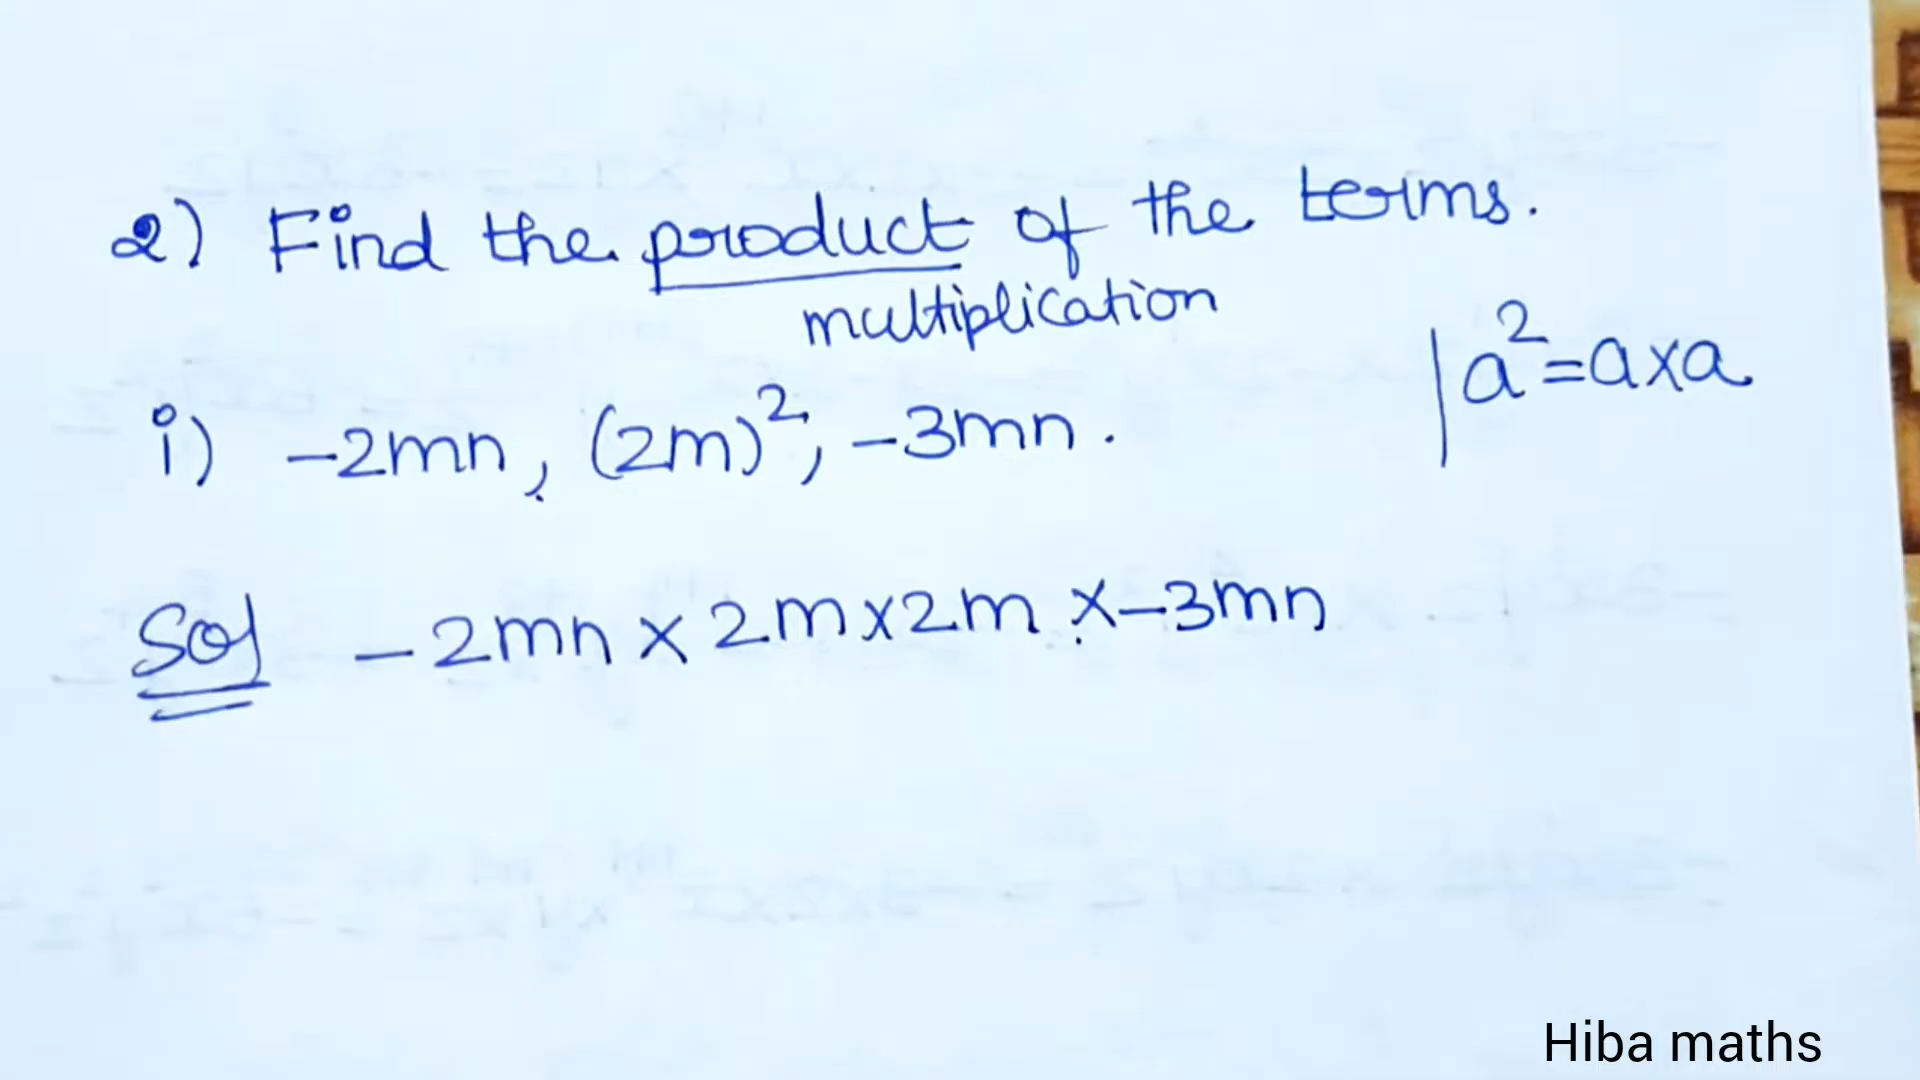 2) Find the product of the terms.
multiplication
a²=a×a
i) -2mn, (2m)², -3mn.
Sol -2mn × 2m×2m ×-3mn
Hiba maths